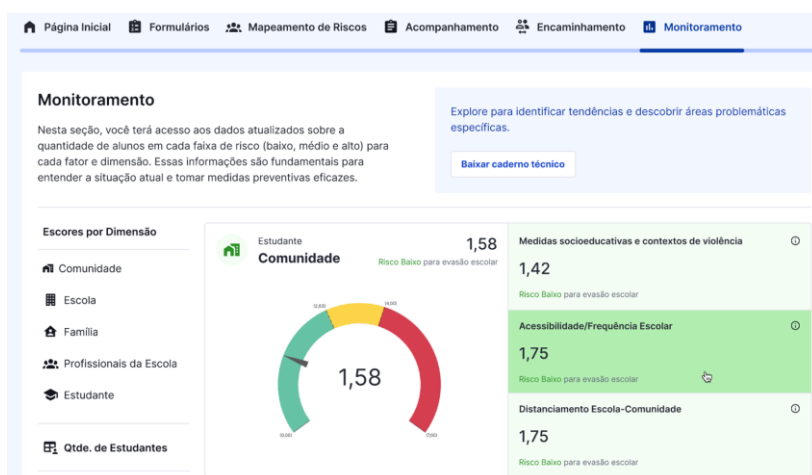 Página Inicial
Formulários
Mapeamento de Riscos
Acompanhamento
Encaminhamento
Monitoramento
Monitoramento
Nesta seção, você terá acesso aos dados atualizados sobre a
quantidade de alunos em cada faixa de risco (baixo, médio e alto) para
cada fator e dimensão. Essas informações são fundamentais para
entender a situação atual e tomar medidas preventivas eficazes.
Explore para identificar tendências e descobrir áreas problemáticas
específicas.
Baixar caderno técnico
Escores por Dimensão
Comunidade
Escola
Família
Profissionais da Escola
Estudante
Qtde. de Estudantes
Estudante
Comunidade
1,58
Risco Baixo para evasão escolar
1,58
Medidas socioeducativas e contextos de violência
1,42
Risco Baixo para evasão escolar
Acessibilidade/Frequência Escolar
1,75
Risco Baixo para evasão escolar
Distanciamento Escola-Comunidade
1,75
Risco Baixo para evasão escolar